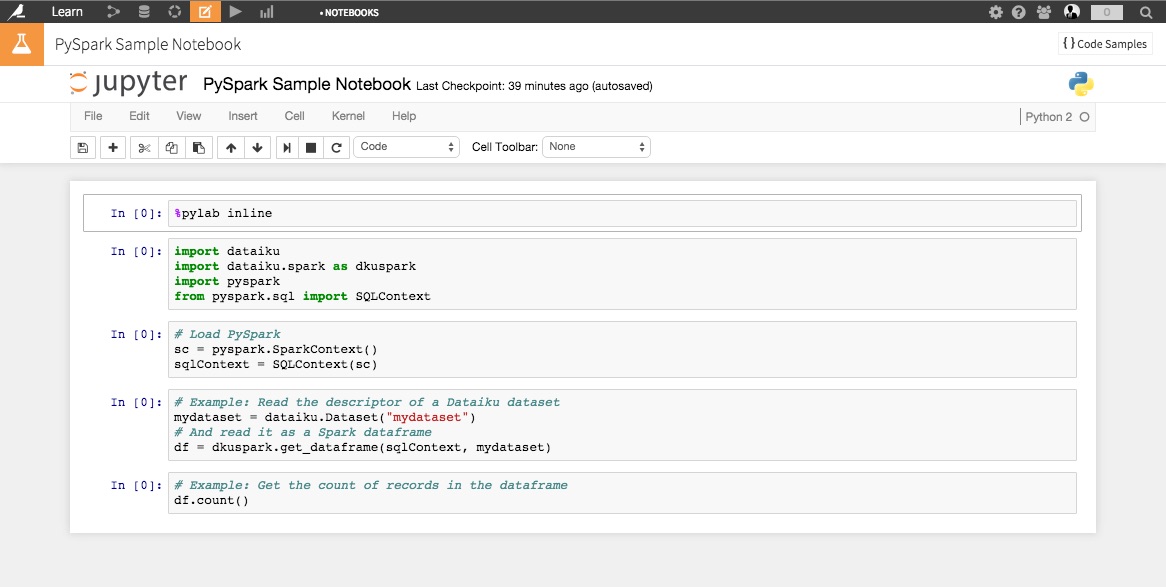 Learn • NOTEBOOKS 0
PySpark Sample Notebook {} Code Samples
jupyter PySpark Sample Notebook Last Checkpoint: 39 minutes ago (autosaved)
File Edit View Insert Cell Kernel Help Python 2
Code Cell Toolbar: None
In [0]: %pylab inline
In [0]: import dataiku
import dataiku.spark as dkuspark
import pyspark
from pyspark.sql import SQLContext
In [0]: # Load PySpark
sc = pyspark.SparkContext()
sqlContext = SQLContext(sc)
In [0]: # Example: Read the descriptor of a Dataiku dataset
mydataset = dataiku.Dataset("mydataset")
# And read it as a Spark dataframe
df = dkuspark.get_dataframe(sqlContext, mydataset)
In [0]: # Example: Get the count of records in the dataframe
df.count()